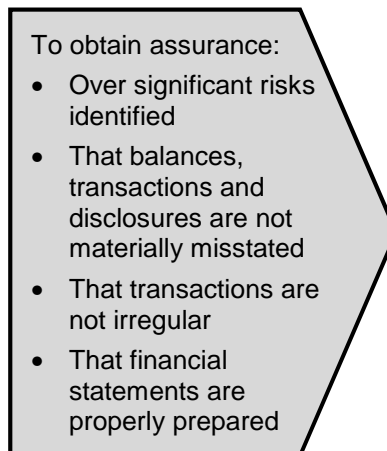 To obtain assurance:
• Over significant risks
identified
• That balances,
transactions and
disclosures are not
materially misstated
• That transactions are
not irregular
• That financial
statements are
properly prepared